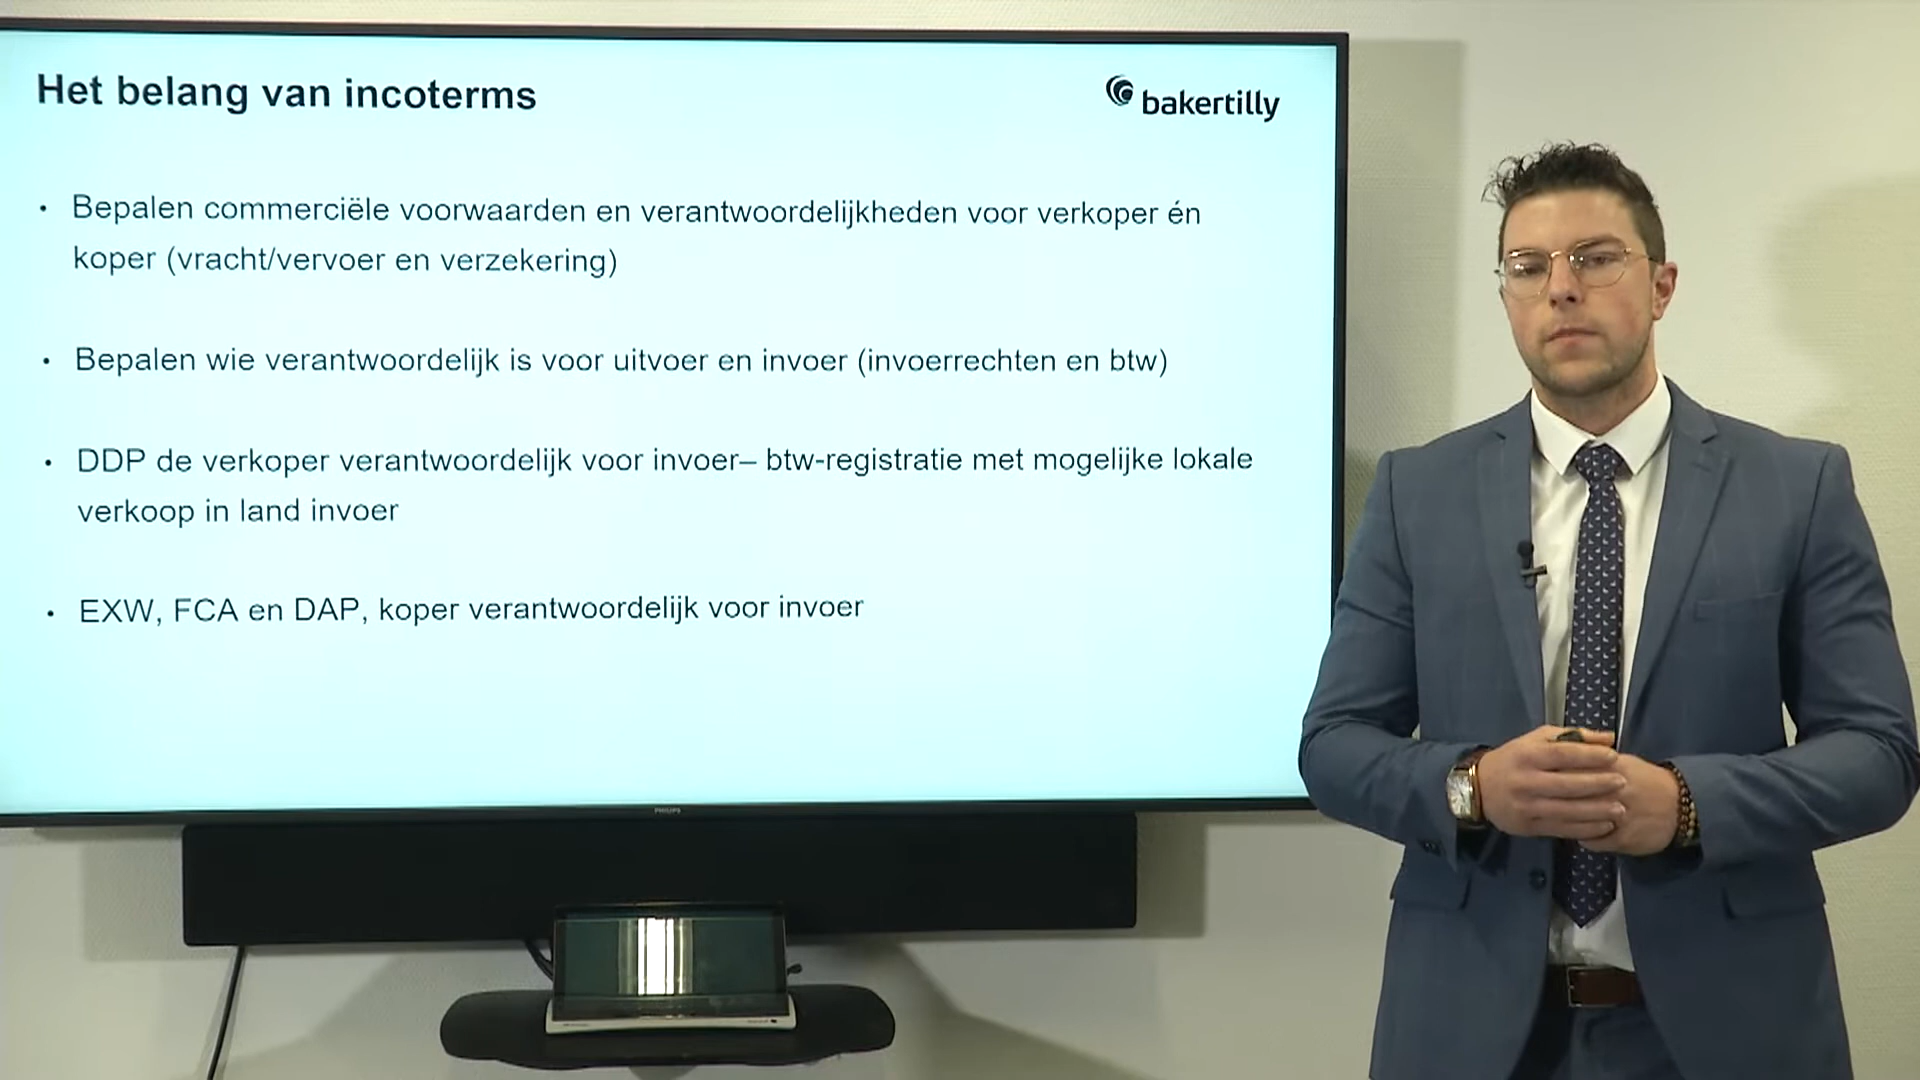 Het belang van incoterms
bakertilly
• Bepalen commerciële voorwaarden en verantwoordelijkheden voor verkoper én
koper (vracht/vervoer en verzekering)
• Bepalen wie verantwoordelijk is voor uitvoer en invoer (invoerrechten en btw)
• DDP de verkoper verantwoordelijk voor invoer– btw-registratie met mogelijke lokale
verkoop in land invoer
• EXW, FCA en DAP, koper verantwoordelijk voor invoer
PHILIPS